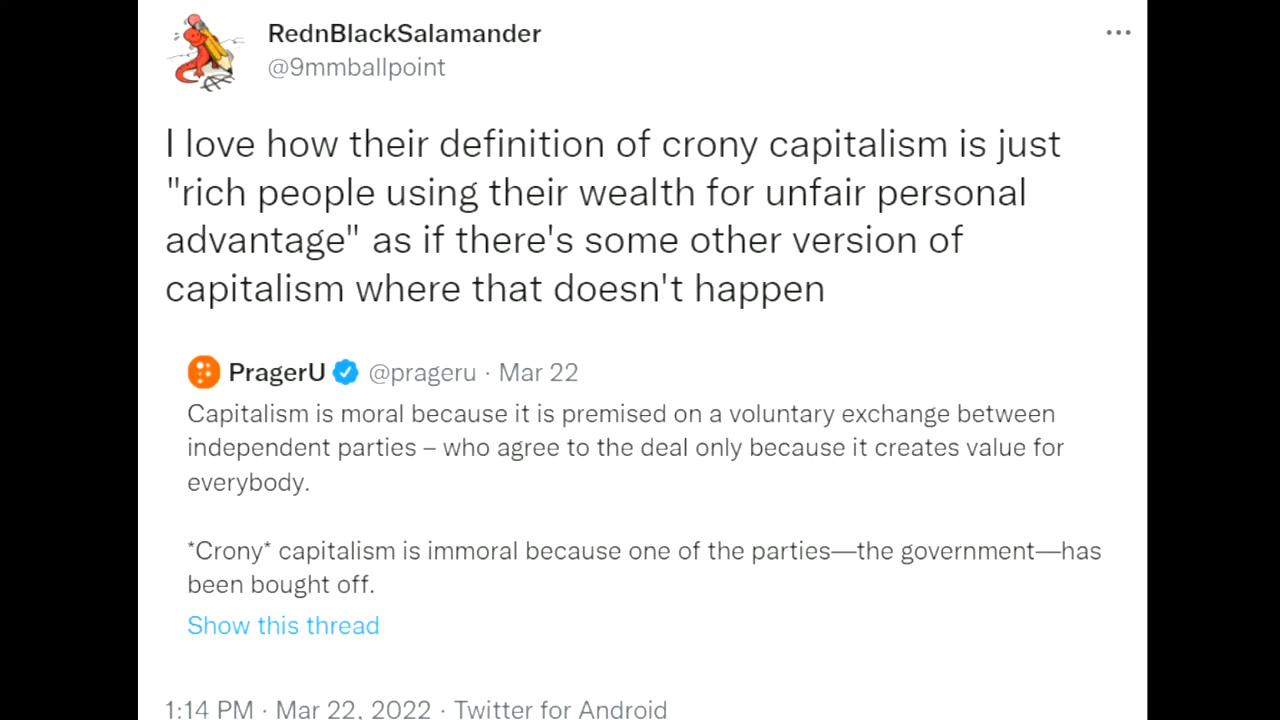 RednBlackSalamander
@9mmballpoint
I love how their definition of crony capitalism is just
"rich people using their wealth for unfair personal
advantage" as if there's some other version of
capitalism where that doesn't happen
PragerU @prageru · Mar 22
Capitalism is moral because it is premised on a voluntary exchange between
independent parties – who agree to the deal only because it creates value for
everybody.
*Crony* capitalism is immoral because one of the parties—the government—has
been bought off.
Show this thread
1:14 PM · Mar 22, 2022 · Twitter for Android